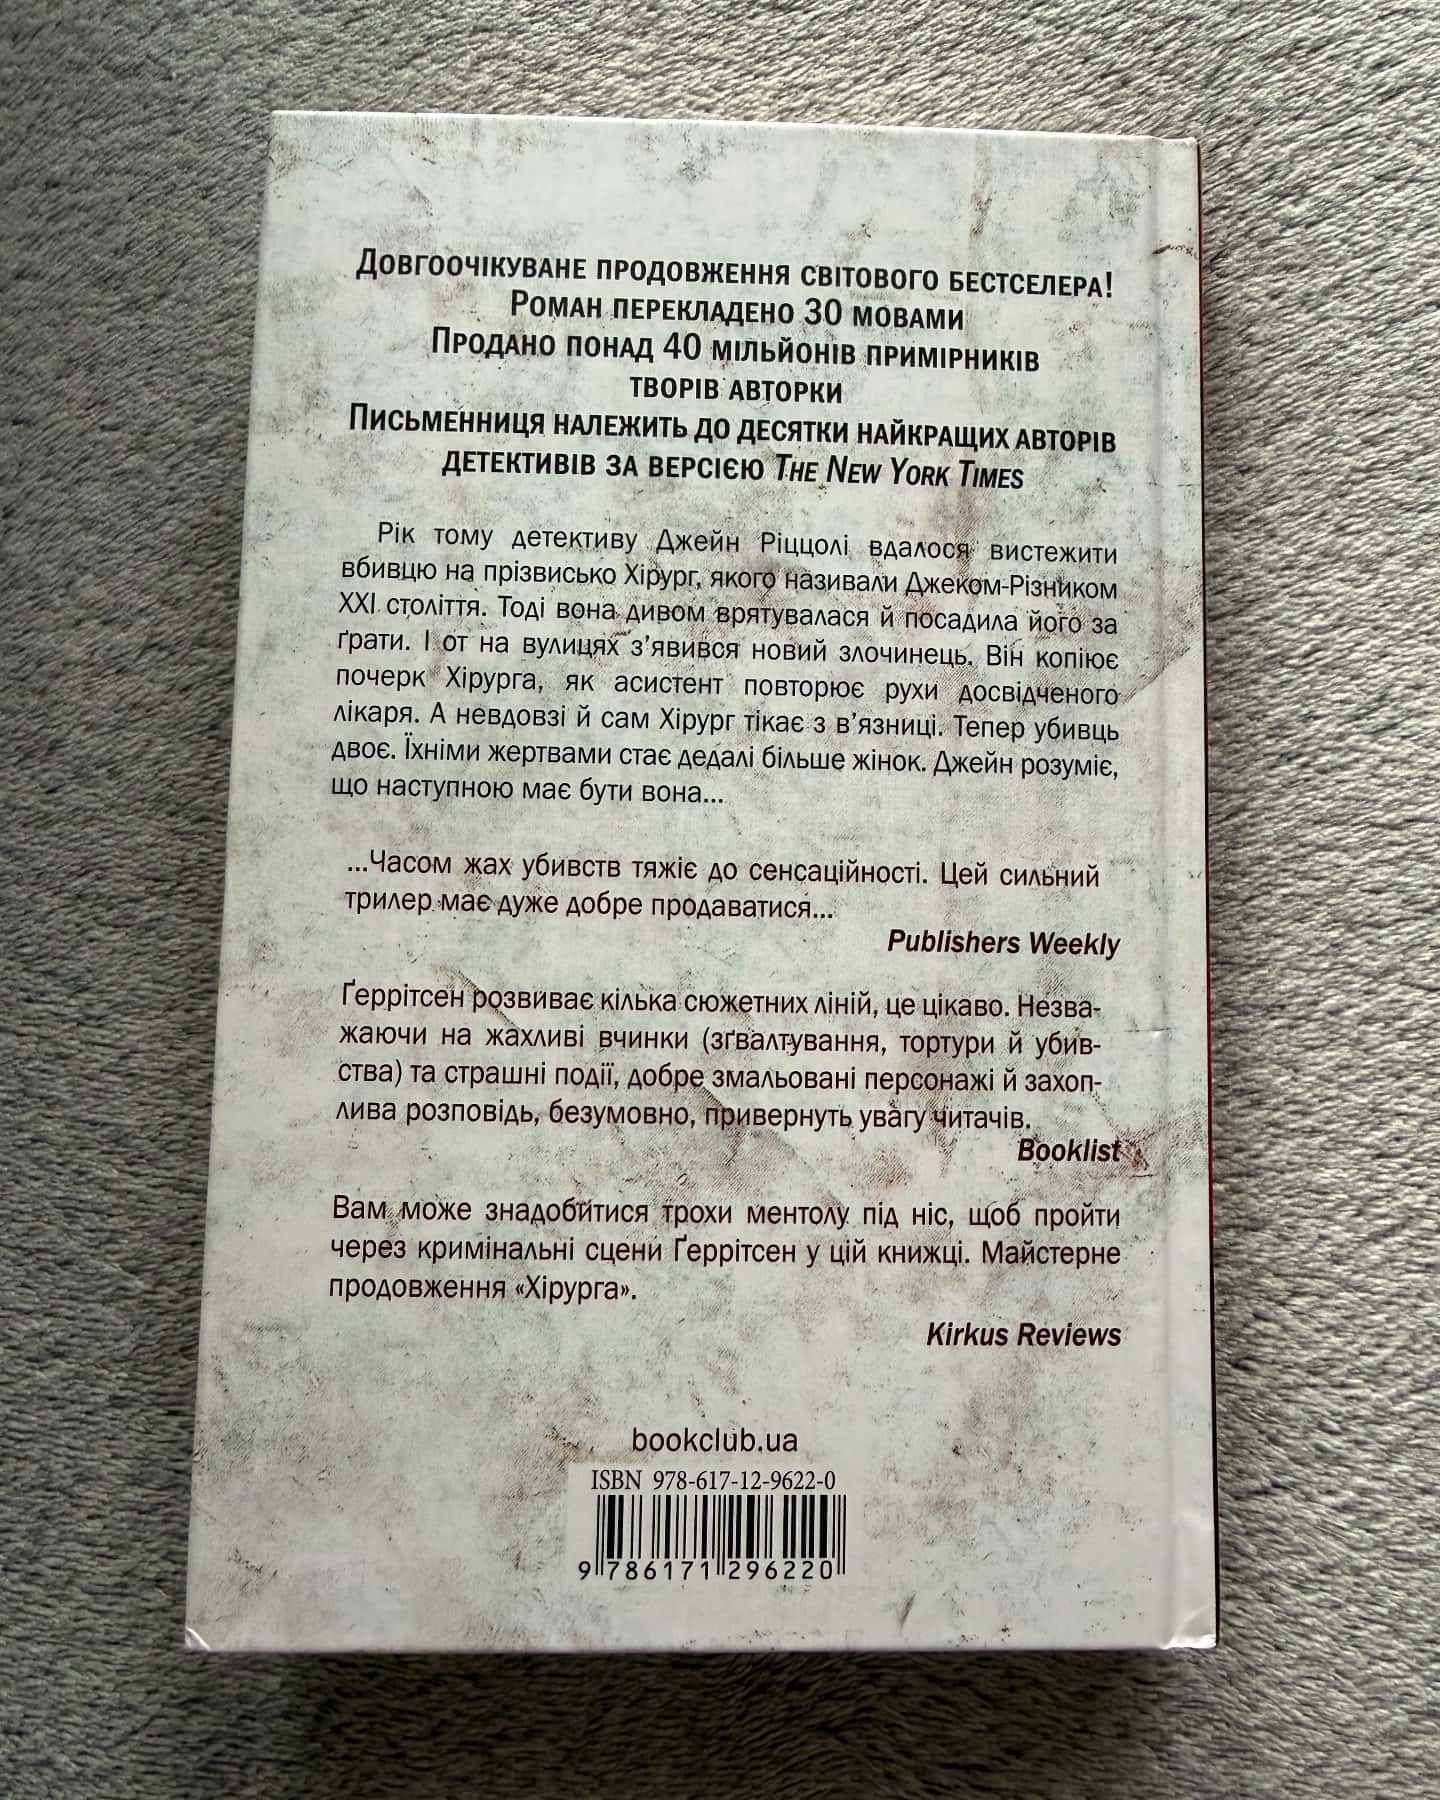 Довгоочікуване продовження світового бестселера!
Роман перекладено 30 мовами
Продано понад 40 мільйонів примірників
творів авторки
Письменниця належить до десятки найкращих авторів
детективів за версією The New York Times
Рік тому детективу Джейн Ріццолі вдалося вистежити
вбивцю на прізвисько Хірург, якого називали Джеком-Різником
XXI століття. Тоді вона дивом врятувалася й посадила його за
ґрати. І от на вулицях з’явився новий злочинець. Він копіює
почерк Хірурга, як асистент повторює рухи досвідченого
лікаря. А невдовзі й сам Хірург тікає з в’язниці. Тепер убивць
двоє. Їхніми жертвами стає дедалі більше жінок. Джейн розуміє,
що наступною має бути вона...
...Часом жах убивств тяжіє до сенсаційності. Цей сильний
трилер має дуже добре продаватися...
Publishers Weekly
Ґеррітсен розвиває кілька сюжетних ліній, це цікаво. Незва-
жаючи на жахливі вчинки (зґвалтування, тортури й убив-
ства) та страшні події, добре змальовані персонажі й захоп-
лива розповідь, безумовно, привернуть увагу читачів.
Booklist
Вам може знадобитися трохи ментолу під ніс, щоб пройти
через кримінальні сцени Ґеррітсен у цій книжці. Майстерне
продовження «Хірурга».
Kirkus Reviews
bookclub.ua
ISBN 978-617-12-9622-0
9 786171 296220